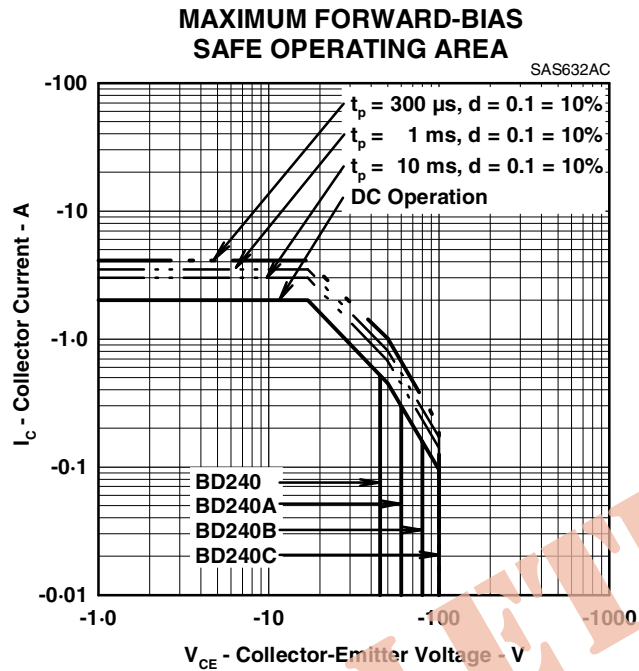 MAXIMUM FORWARD-BIAS
SAFE OPERATING AREA
SAS632AC
-100
tp = 300 µs, d = 0.1 = 10%
tp = 1 ms, d = 0.1 = 10%
tp = 10 ms, d = 0.1 = 10%
DC Operation
-10
IC - Collector Current - A
-1·0
-0·1
BD240
BD240A
BD240B
BD240C
-0·01
-1·0
-10
-100
-1000
VCE - Collector-Emitter Voltage - V